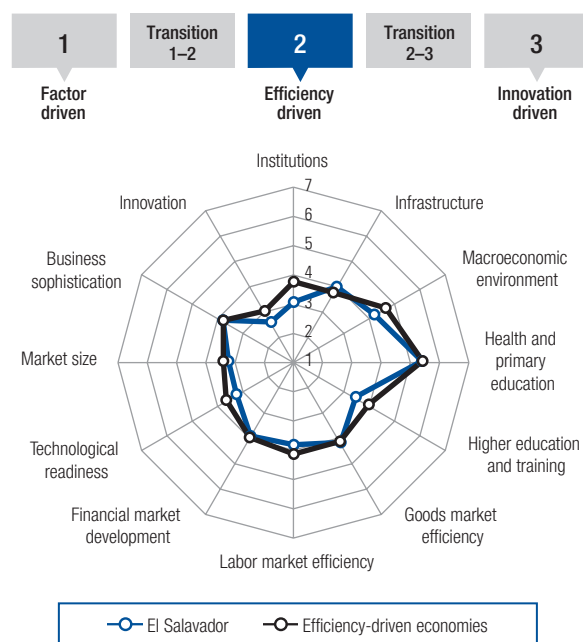 1
Transition
1–2
2
Transition
2–3
3
Factor
driven
Efficiency
driven
Innovation
driven
Institutions
Infrastructure
Macroeconomic
environment
Health and
primary
education
Higher education
and training
Goods market
efficiency
Labor market efficiency
Financial market
development
Technological
readiness
Market size
Business
sophistication
Innovation
7
6
5
4
3
2
1
El Salavador
Efficiency-driven economies